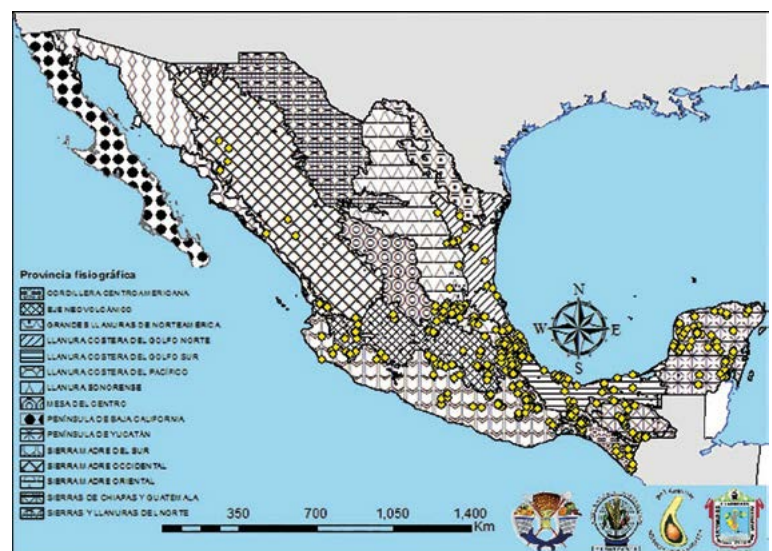 N
W
E
S
Provincia fisiográfica
CORDILLERA CENTROAMERICANA
EJE NEOVOLCÁNICO
GRANDES LLANURAS DE NORTEAMÉRICA
LLANURA COSTERA DEL GOLFO NORTE
LLANURA COSTERA DEL GOLFO SUR
LLANURA COSTERA DEL PACÍFICO
LLANURA SONORENSE
MESA DEL CENTRO
PENÍNSULA DE BAJA CALIFORNIA
PENÍNSULA DE YUCATÁN
SIERRA MADRE DEL SUR
SIERRA MADRE OCCIDENTAL
SIERRA MADRE ORIENTAL
SIERRAS DE CHIAPAS Y GUATEMALA
SIERRAS Y LLANURAS DEL NORTE
350 700 1,050 1,400
Km